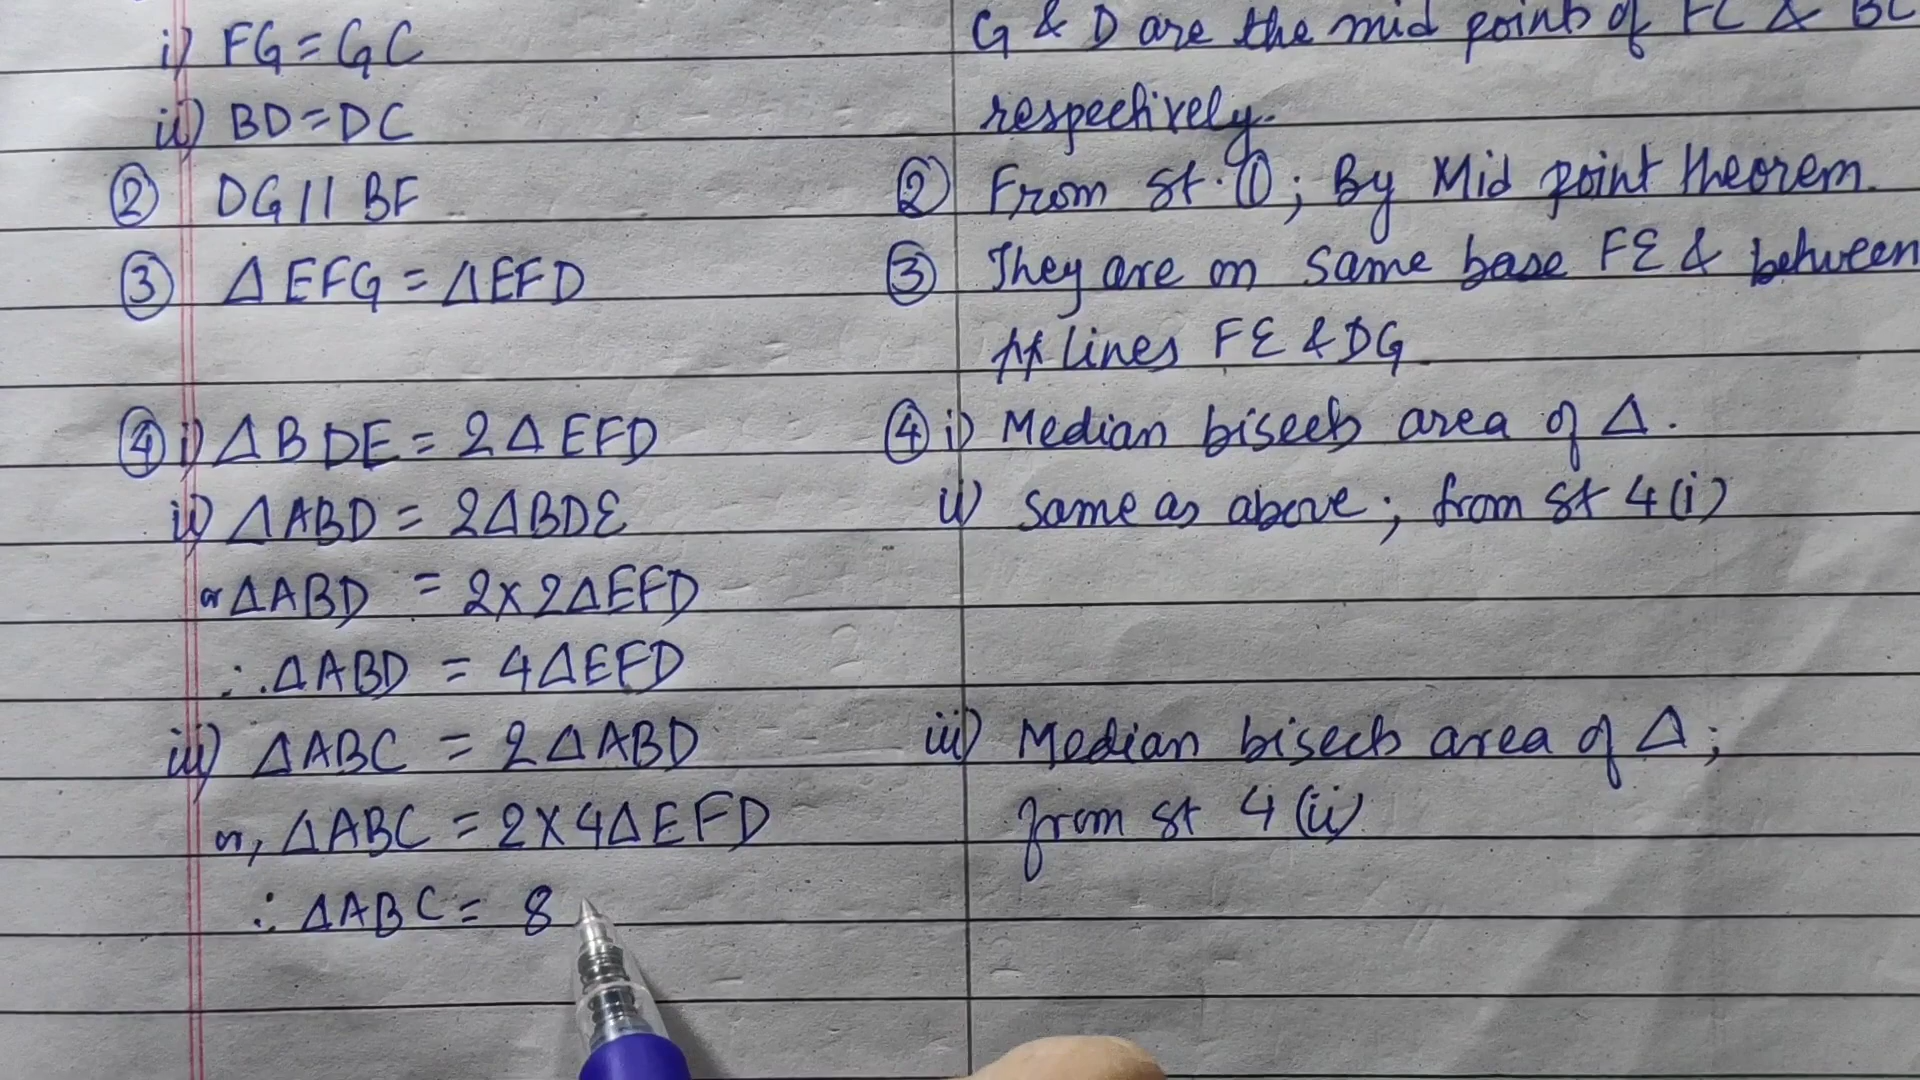 i) FG = GC
G & D are the mid points of FC & BC
respectively.
ii) BD = DC
② DG || BF
② From st. ①; By Mid point theorem.
③ ΔEFG = ΔEFD
③ They are on same base FE & between
// lines FE & DG
④ i) ΔBDE = 2ΔEFD
④ i) Median bisects area of Δ.
ii) ΔABD = 2ΔBDE
ii) same as above; from st 4(i)
or ΔABD = 2×2ΔEFD
∴ ΔABD = 4ΔEFD
iii) ΔABC = 2ΔABD
iii) Median bisects area of Δ;
or, ΔABC = 2×4ΔEFD
from st 4(ii)
∴ ΔABC = 8